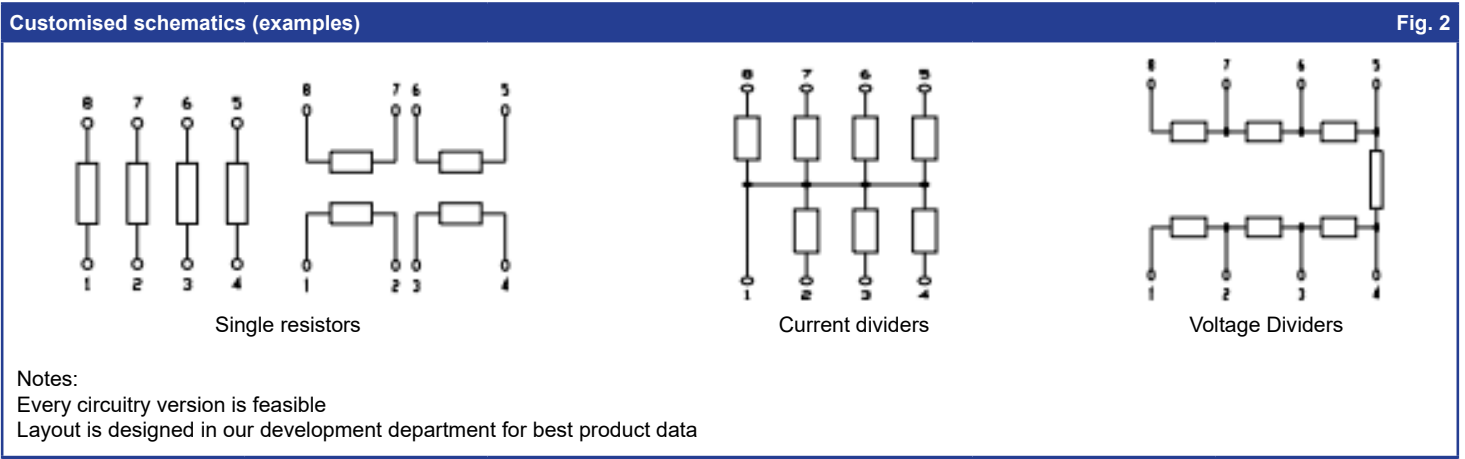 Customised schematics (examples) Fig. 2
8 7 6 5
1 2 3 4
8 7 6 5
1 2 3 4
Single resistors
8 7 6 5
1 2 3 4
Current dividers
8 7 6 5
1 2 3 4
Voltage Dividers
Notes:
Every circuitry version is feasible
Layout is designed in our development department for best product data